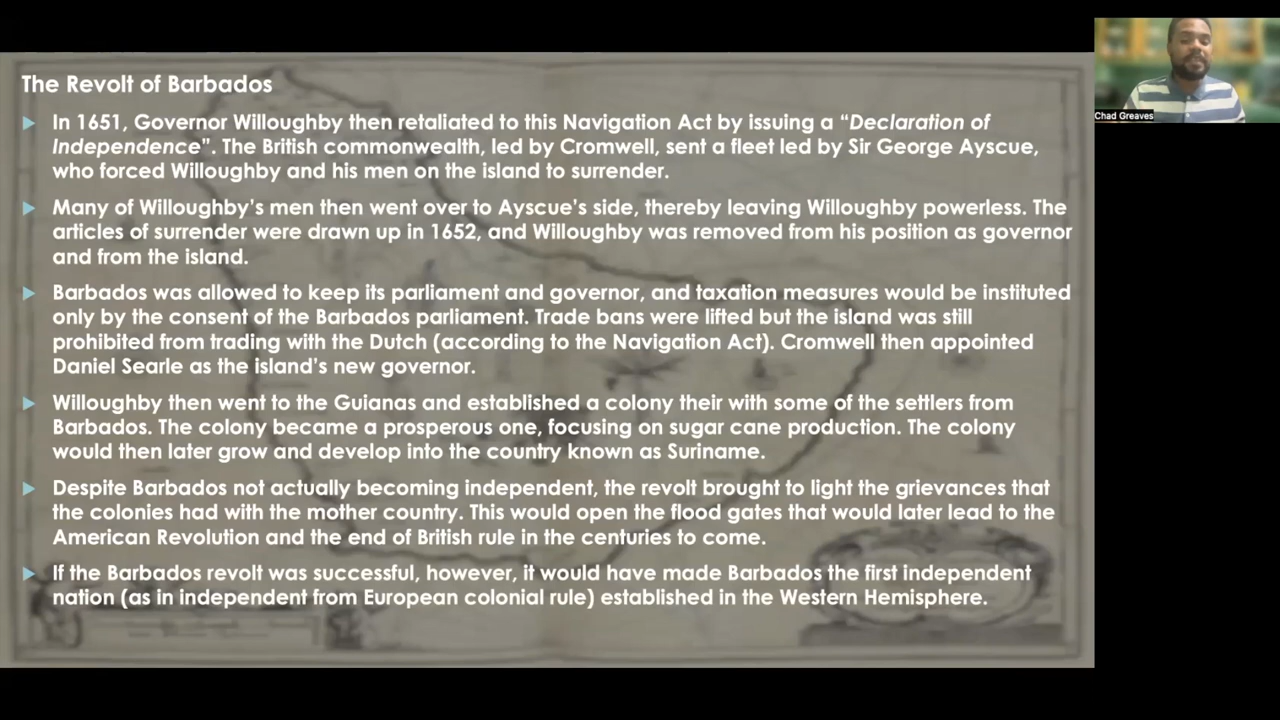 The Revolt of Barbados
In 1651, Governor Willoughby then retaliated to this Navigation Act by issuing a “Declaration of
Independence”. The British commonwealth, led by Cromwell, sent a fleet led by Sir George Ayscue,
who forced Willoughby and his men on the island to surrender.
Many of Willoughby’s men then went over to Ayscue’s side, thereby leaving Willoughby powerless. The
articles of surrender were drawn up in 1652, and Willoughby was removed from his position as governor
and from the island.
Barbados was allowed to keep its parliament and governor, and taxation measures would be instituted
only by the consent of the Barbados parliament. Trade bans were lifted but the island was still
prohibited from trading with the Dutch (according to the Navigation Act). Cromwell then appointed
Daniel Searle as the island’s new governor.
Willoughby then went to the Guianas and established a colony their with some of the settlers from
Barbados. The colony became a prosperous one, focusing on sugar cane production. The colony
would then later grow and develop into the country known as Suriname.
Despite Barbados not actually becoming independent, the revolt brought to light the grievances that
the colonies had with the mother country. This would open the flood gates that would later lead to the
American Revolution and the end of British rule in the centuries to come.
If the Barbados revolt was successful, however, it would have made Barbados the first independent
nation (as in independent from European colonial rule) established in the Western Hemisphere.
Chad Greaves